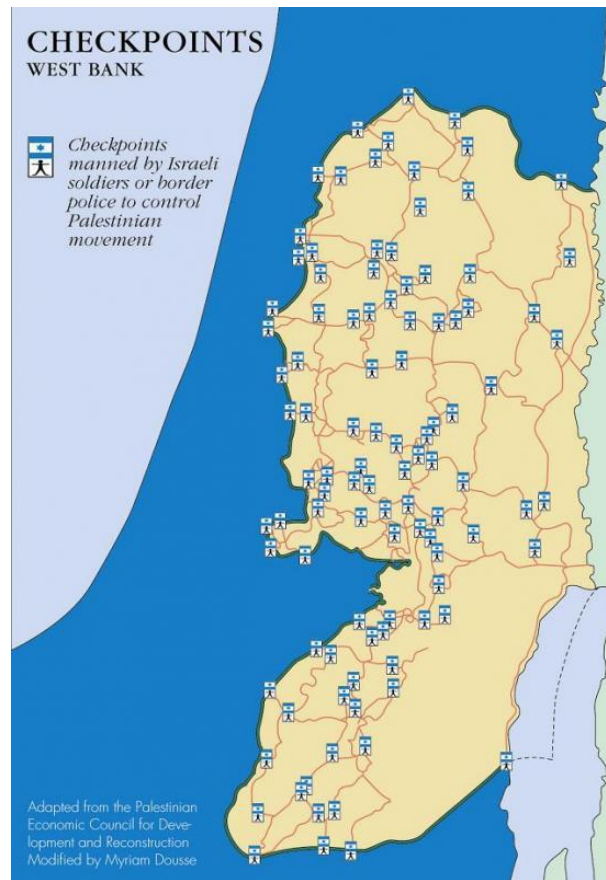 CHECKPOINTS
WEST BANK
Checkpoints
manned by Israeli
soldiers or border
police to control
Palestinian
movement
Adapted from the Palestinian
Economic Council for Deve-
lopment and Reconstruction
Modified by Myriam Dousse